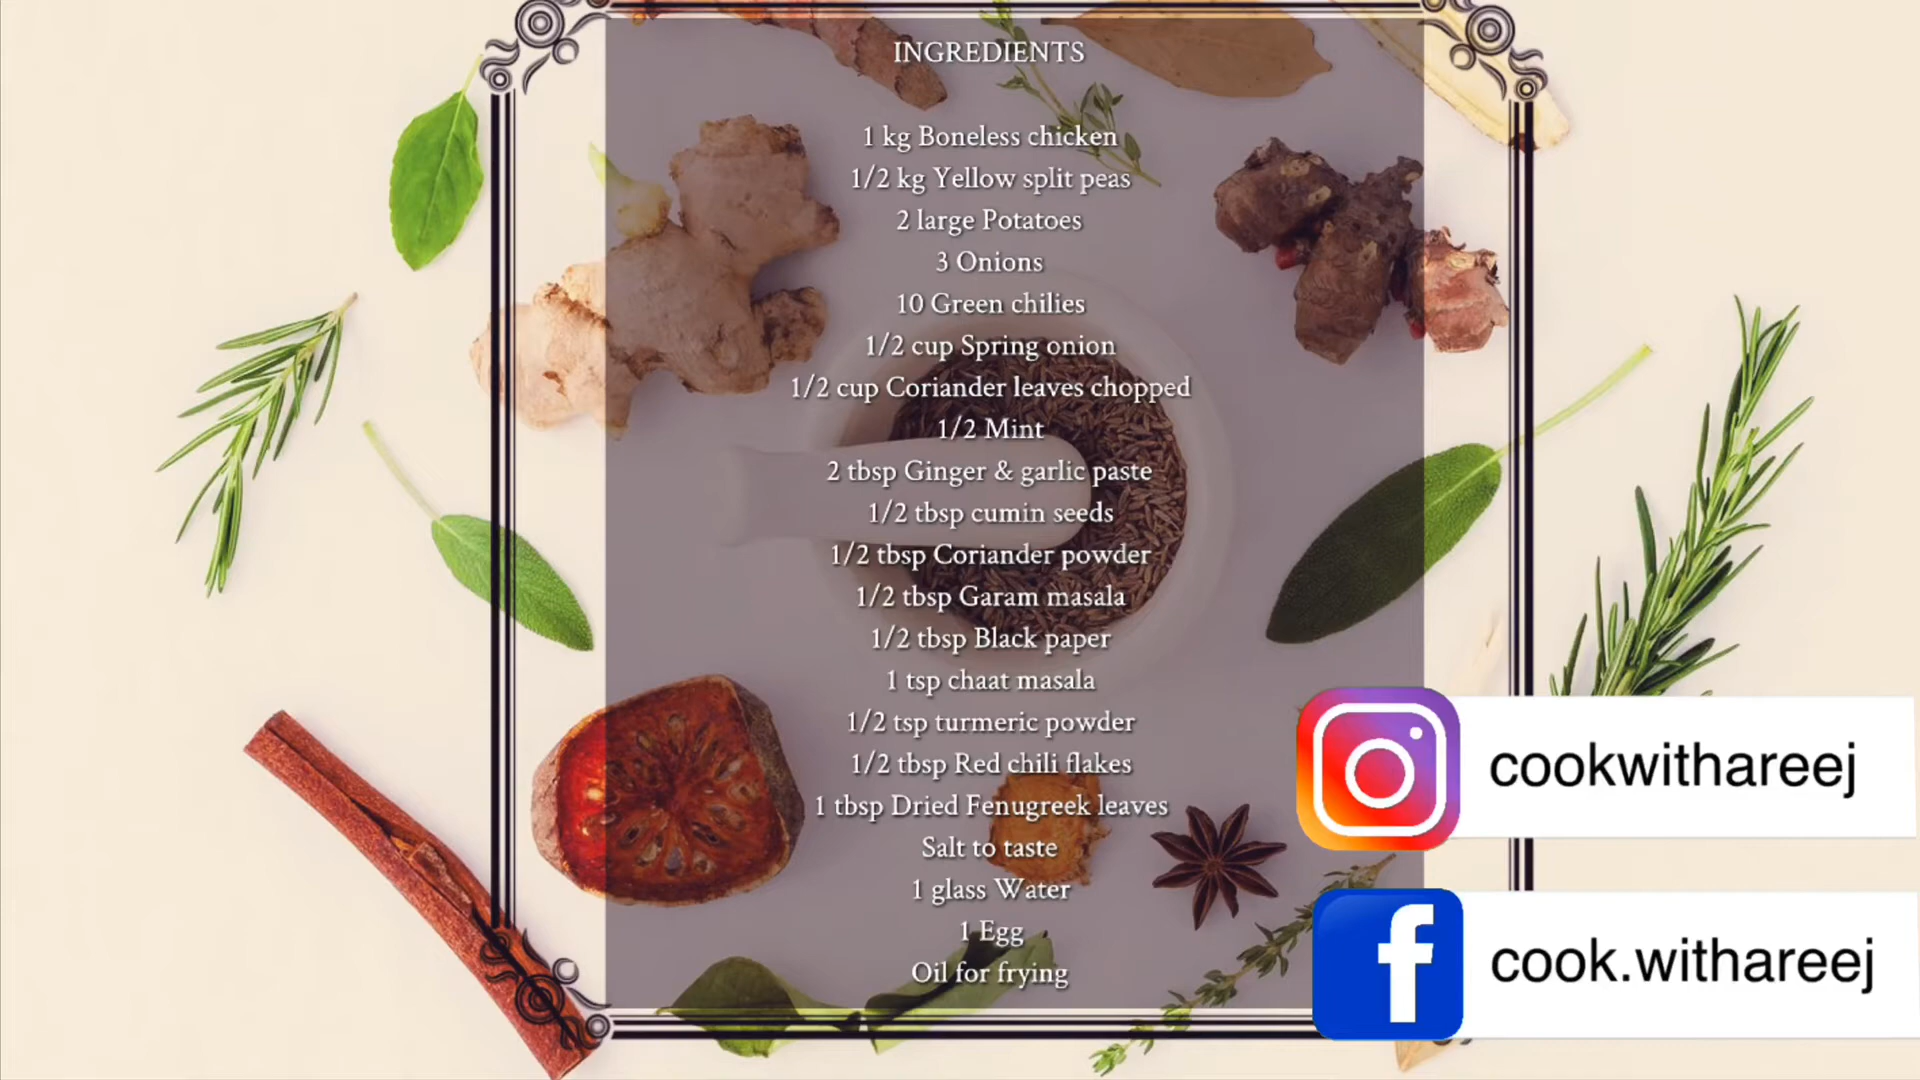 INGREDIENTS
1 kg Boneless chicken
1/2 kg Yellow split peas
2 large Potatoes
3 Onions
10 Green chilies
1/2 cup Spring onion
1/2 cup Coriander leaves chopped
1/2 Mint
2 tbsp Ginger & garlic paste
1/2 tbsp cumin seeds
1/2 tbsp Coriander powder
1/2 tbsp Garam masala
1/2 tbsp Black paper
1 tsp chaat masala
1/2 tsp turmeric powder
1/2 tbsp Red chili flakes
1 tbsp Dried Fenugreek leaves
Salt to taste
1 glass Water
1 Egg
Oil for frying
cookwithareej
cook.withareej